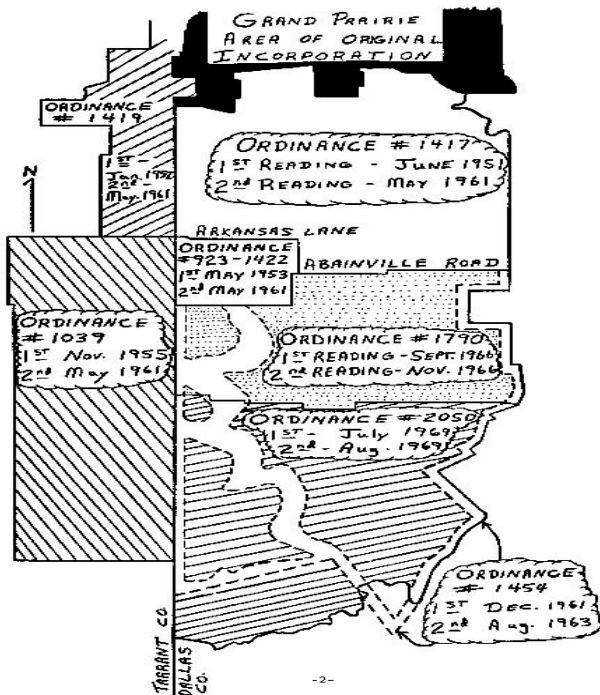 GRAND PRAIRIE
AREA OF ORIGINAL
INCORPORATION
ORDINANCE
# 1419
1ST -
Jan. 1952
2nd -
May. 1961
N
ORDINANCE # 1417
1ST READING - JUNE 1951
2nd READING - MAY 1961
ARKANSAS LANE
ORDINANCE
#923-1422
1ST MAY 1953
2nd MAY 1961
ABAINVILLE ROAD
ORDINANCE
# 1039
1ST Nov. 1955
2nd May 1961
ORDINANCE #1790
1ST READING - SEPT. 1966
2nd READING - NOV. 1966
ORDINANCE #2050
1ST - July 1969
2nd - Aug. 1969
ORDINANCE
# 1454
1ST DEC. 1961
2nd Aug. 1963
TARRANT CO.
DALLAS CO.
-2-